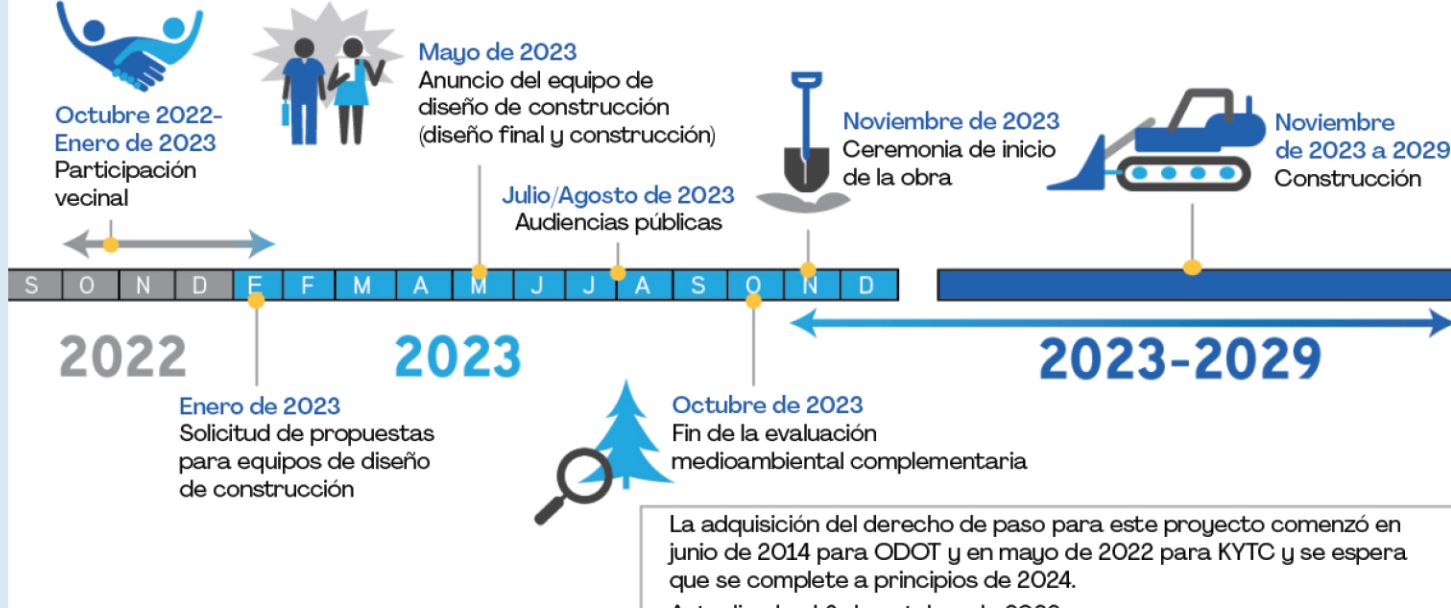 Octubre 2022-
Enero de 2023
Participación
vecinal
Mayo de 2023
Anuncio del equipo de
diseño de construcción
(diseño final y construcción)
Julio/Agosto de 2023
Audiencias públicas
Noviembre de 2023
Ceremonia de inicio
de la obra
Noviembre
de 2023 a 2029
Construcción
S O N D E F M A M J J A S O N D
2022
2023
2023-2029
Enero de 2023
Solicitud de propuestas
para equipos de diseño
de construcción
Octubre de 2023
Fin de la evaluación
medioambiental complementaria
La adquisición del derecho de paso para este proyecto comenzó en
junio de 2014 para ODOT y en mayo de 2022 para KYTC y se espera
que se complete a principios de 2024.